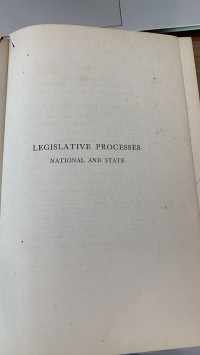 LEGISLATIVE PROCESSES
NATIONAL AND STATE